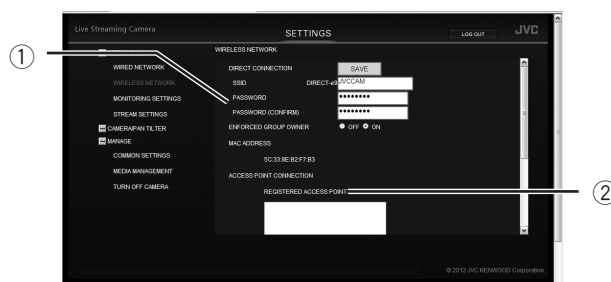 Live Streaming Camera
SETTINGS
LOG OUT
JVC
1
WIRELESS NETWORK
WIRED NETWORK
WIRELESS NETWORK
MONITORING SETTINGS
STREAM SETTINGS
CAMERA/PAN TILTER
MANAGE
COMMON SETTINGS
MEDIA MANAGEMENT
TURN OFF CAMERA
DIRECT CONNECTION SAVE
SSID DIRECT-e9 JVCCAM
PASSWORD ••••••••
PASSWORD (CONFIRM) ••••••••
ENFORCED GROUP OWNER OFF ON
MAC ADDRESS
5C:33:8E:B2:F7:B3
ACCESS POINT CONNECTION
REGISTERED ACCESS POINT
2
© 2012 JVC KENWOOD Corporation